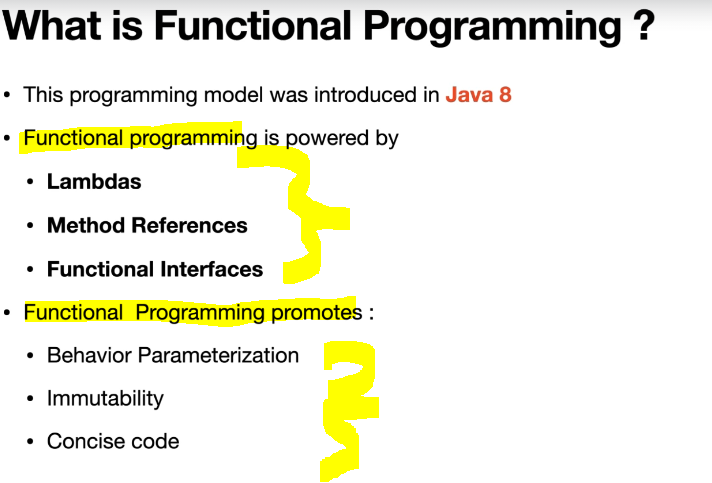 What is Functional Programming ?
• This programming model was introduced in Java 8
• Functional programming is powered by
• Lambdas
• Method References
• Functional Interfaces
• Functional  Programming promotes :
• Behavior Parameterization
• Immutability
• Concise code